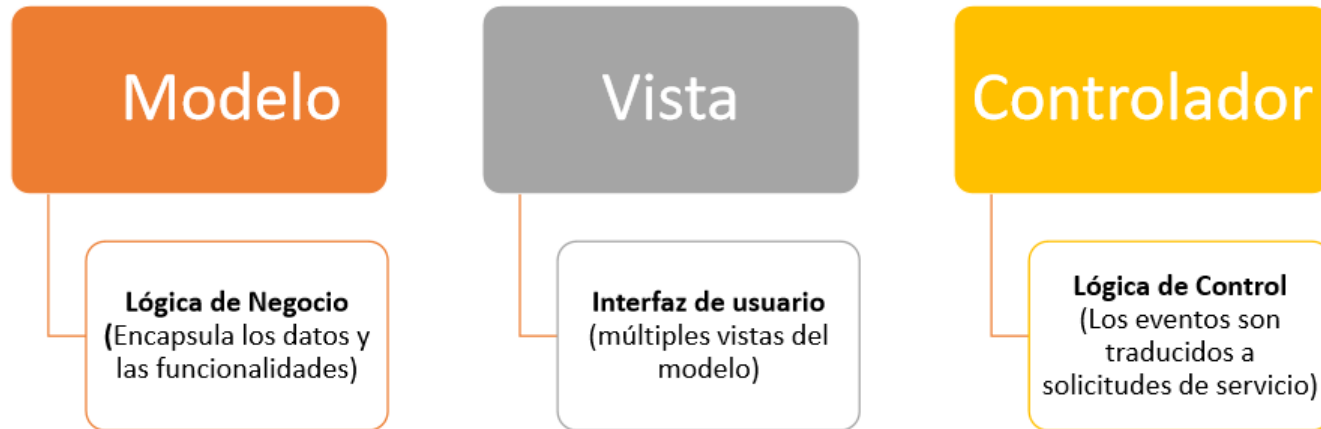 Modelo
Lógica de Negocio
(Encapsula los datos y
las funcionalidades)
Vista
Interfaz de usuario
(múltiples vistas del
modelo)
Controlador
Lógica de Control
(Los eventos son
traducidos a
solicitudes de servicio)